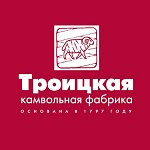 Троицкая
камвольная фабрика
ОСНОВАНА В 1797 ГОДУ